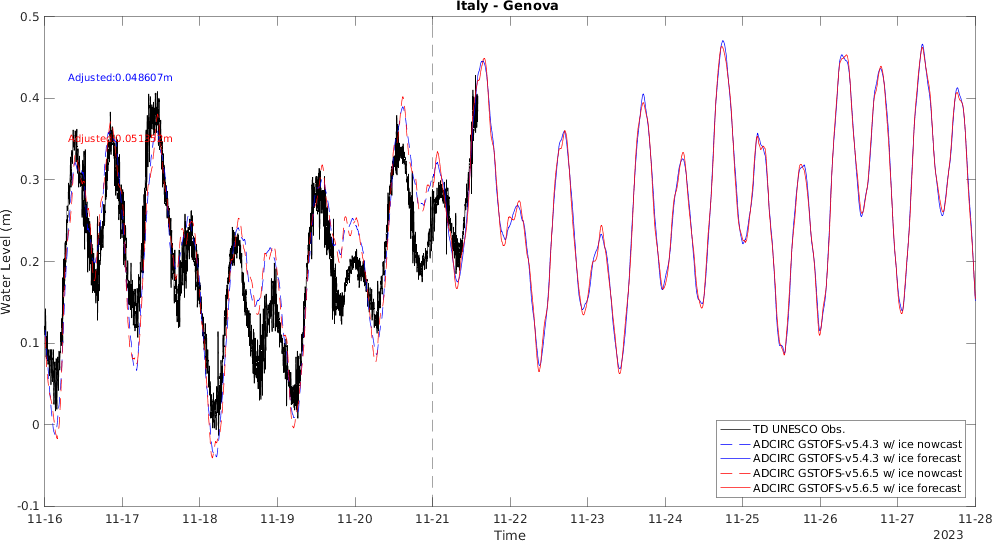 Italy - Genova
0.5
0.4
0.3
0.2
0.1
0
-0.1
Water Level (m)
Adjusted:0.048607m
TD UNESCO Obs.
ADCIRC GSTOFS-v5.4.3 w/ ice nowcast
ADCIRC GSTOFS-v5.4.3 w/ ice forecast
ADCIRC GSTOFS-v5.6.5 w/ ice nowcast
ADCIRC GSTOFS-v5.6.5 w/ ice forecast
11-16 11-17 11-18 11-19 11-20 11-21 11-22 11-23 11-24 11-25 11-26 11-27 11-28
Time
2023